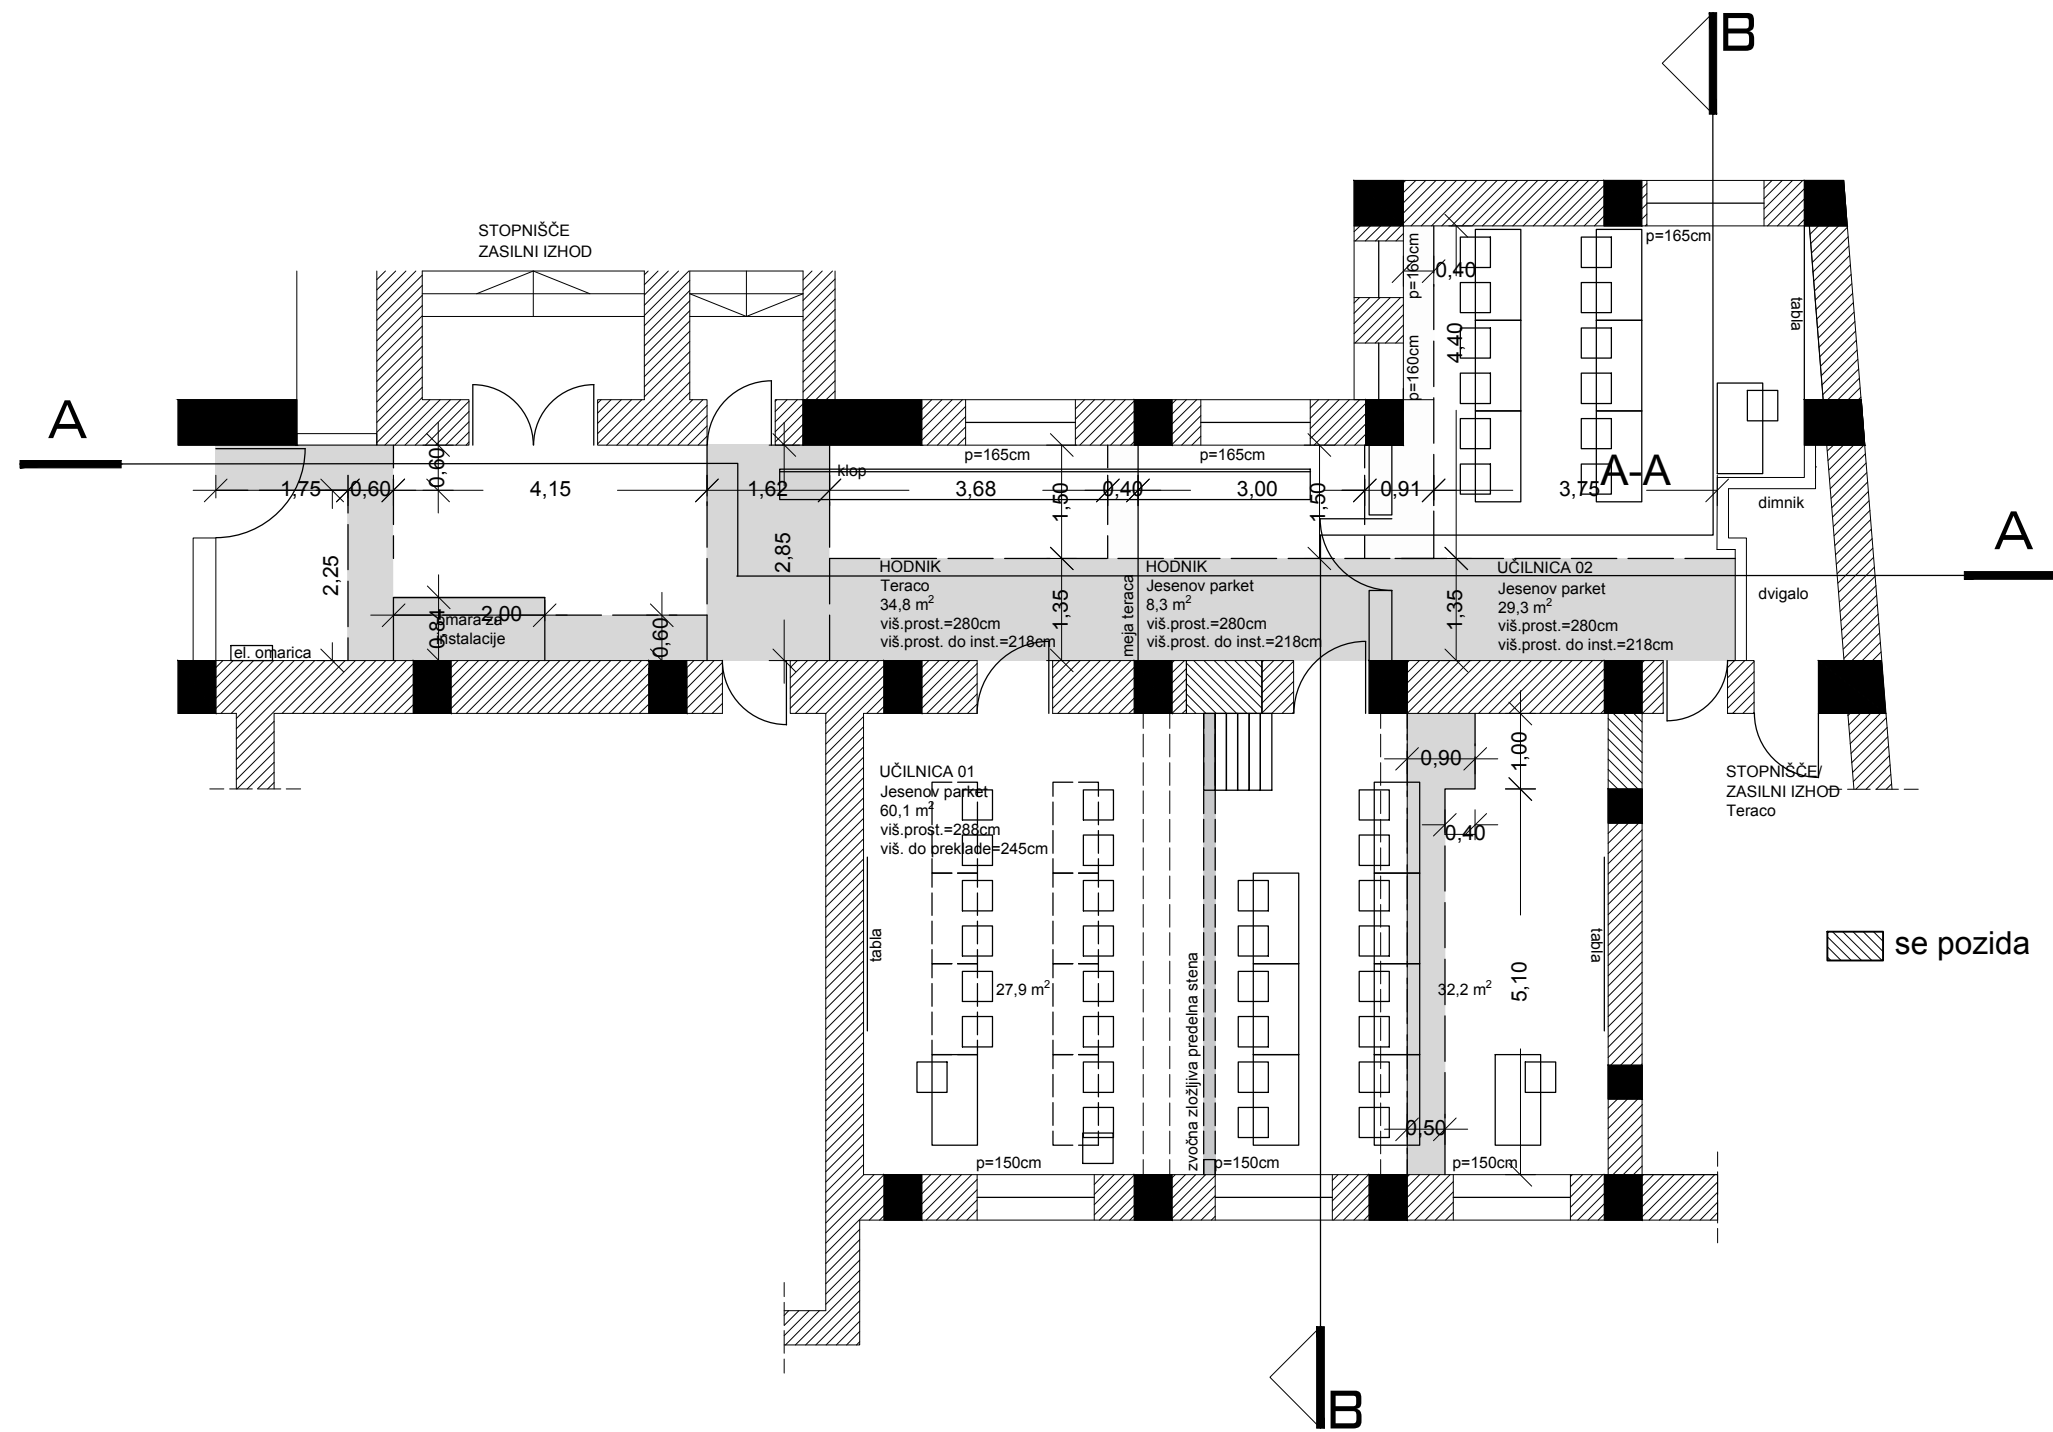 B
STOPNIŠČE
ZASILNI IZHOD
p=165cm
p=160cm
0,40
tabla
4,40
p=160cm
A
p=165cm
p=165cm
klop
0,60
A-A
1,75
0,60
4,15
1,62
3,68
0,40
3,00
0,91
3,75
1,50
1,50
dimnik
A
2,25
2,85
HODNIK
Teraco
34,8 m²
viš.prost.=280cm
viš.prost. do inst.=218cm
1,35
meja teraca
HODNIK
Jesenov parket
8,3 m²
viš.prost.=280cm
viš.prost. do inst.=218cm
1,35
UČILNICA 02
Jesenov parket
29,3 m²
viš.prost.=280cm
viš.prost. do inst.=218cm
dvigalo
0,84
2,00
omara za
instalacije
0,60
el. omarica
UČILNICA 01
Jesenov parket
60,1 m²
viš.prost.=288cm
viš. do preklade=245cm
0,90
1,00
0,40
STOPNIŠČE/
ZASILNI IZHOD
Teraco
tabla
27,9 m²
zvočna zložljiva predelna stena
32,2 m²
5,10
tabla
se pozida
0,50
p=150cm
p=150cm
p=150cm
B